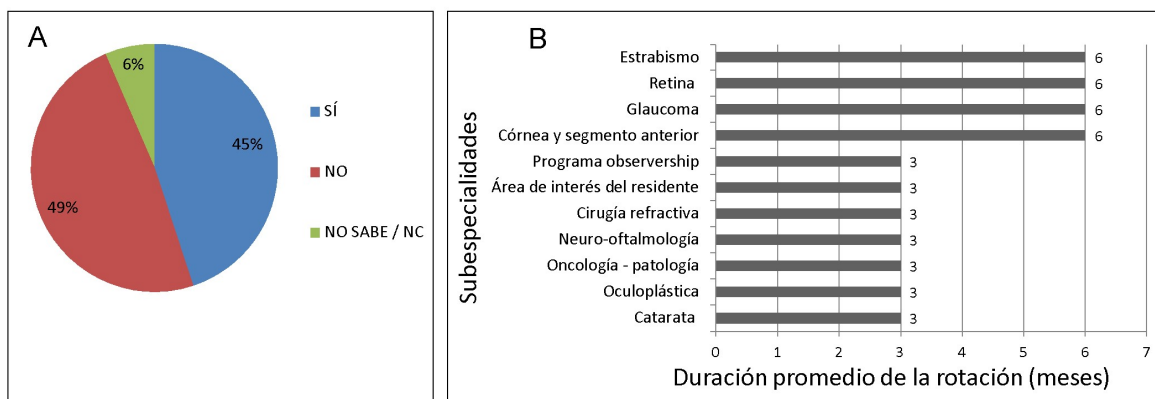 A
6%
45%
49%
SÍ
NO
NO SABE / NC
B
Subespecialidades
Estrabismo 6
Retina 6
Glaucoma 6
Córnea y segmento anterior 6
Programa observership 3
Área de interés del residente 3
Cirugía refractiva 3
Neuro-oftalmología 3
Oncología - patología 3
Oculoplástica 3
Catarata 3
0 1 2 3 4 5 6 7
Duración promedio de la rotación (meses)